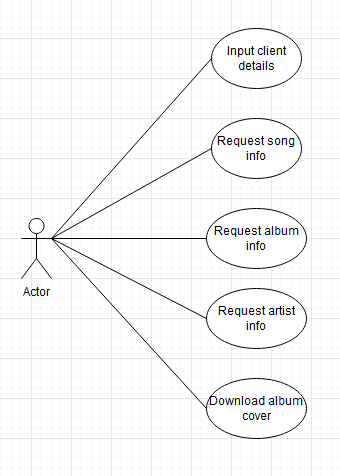 Input client
details
Request song
info
Request album
info
Actor
Request artist
info
Download album
cover